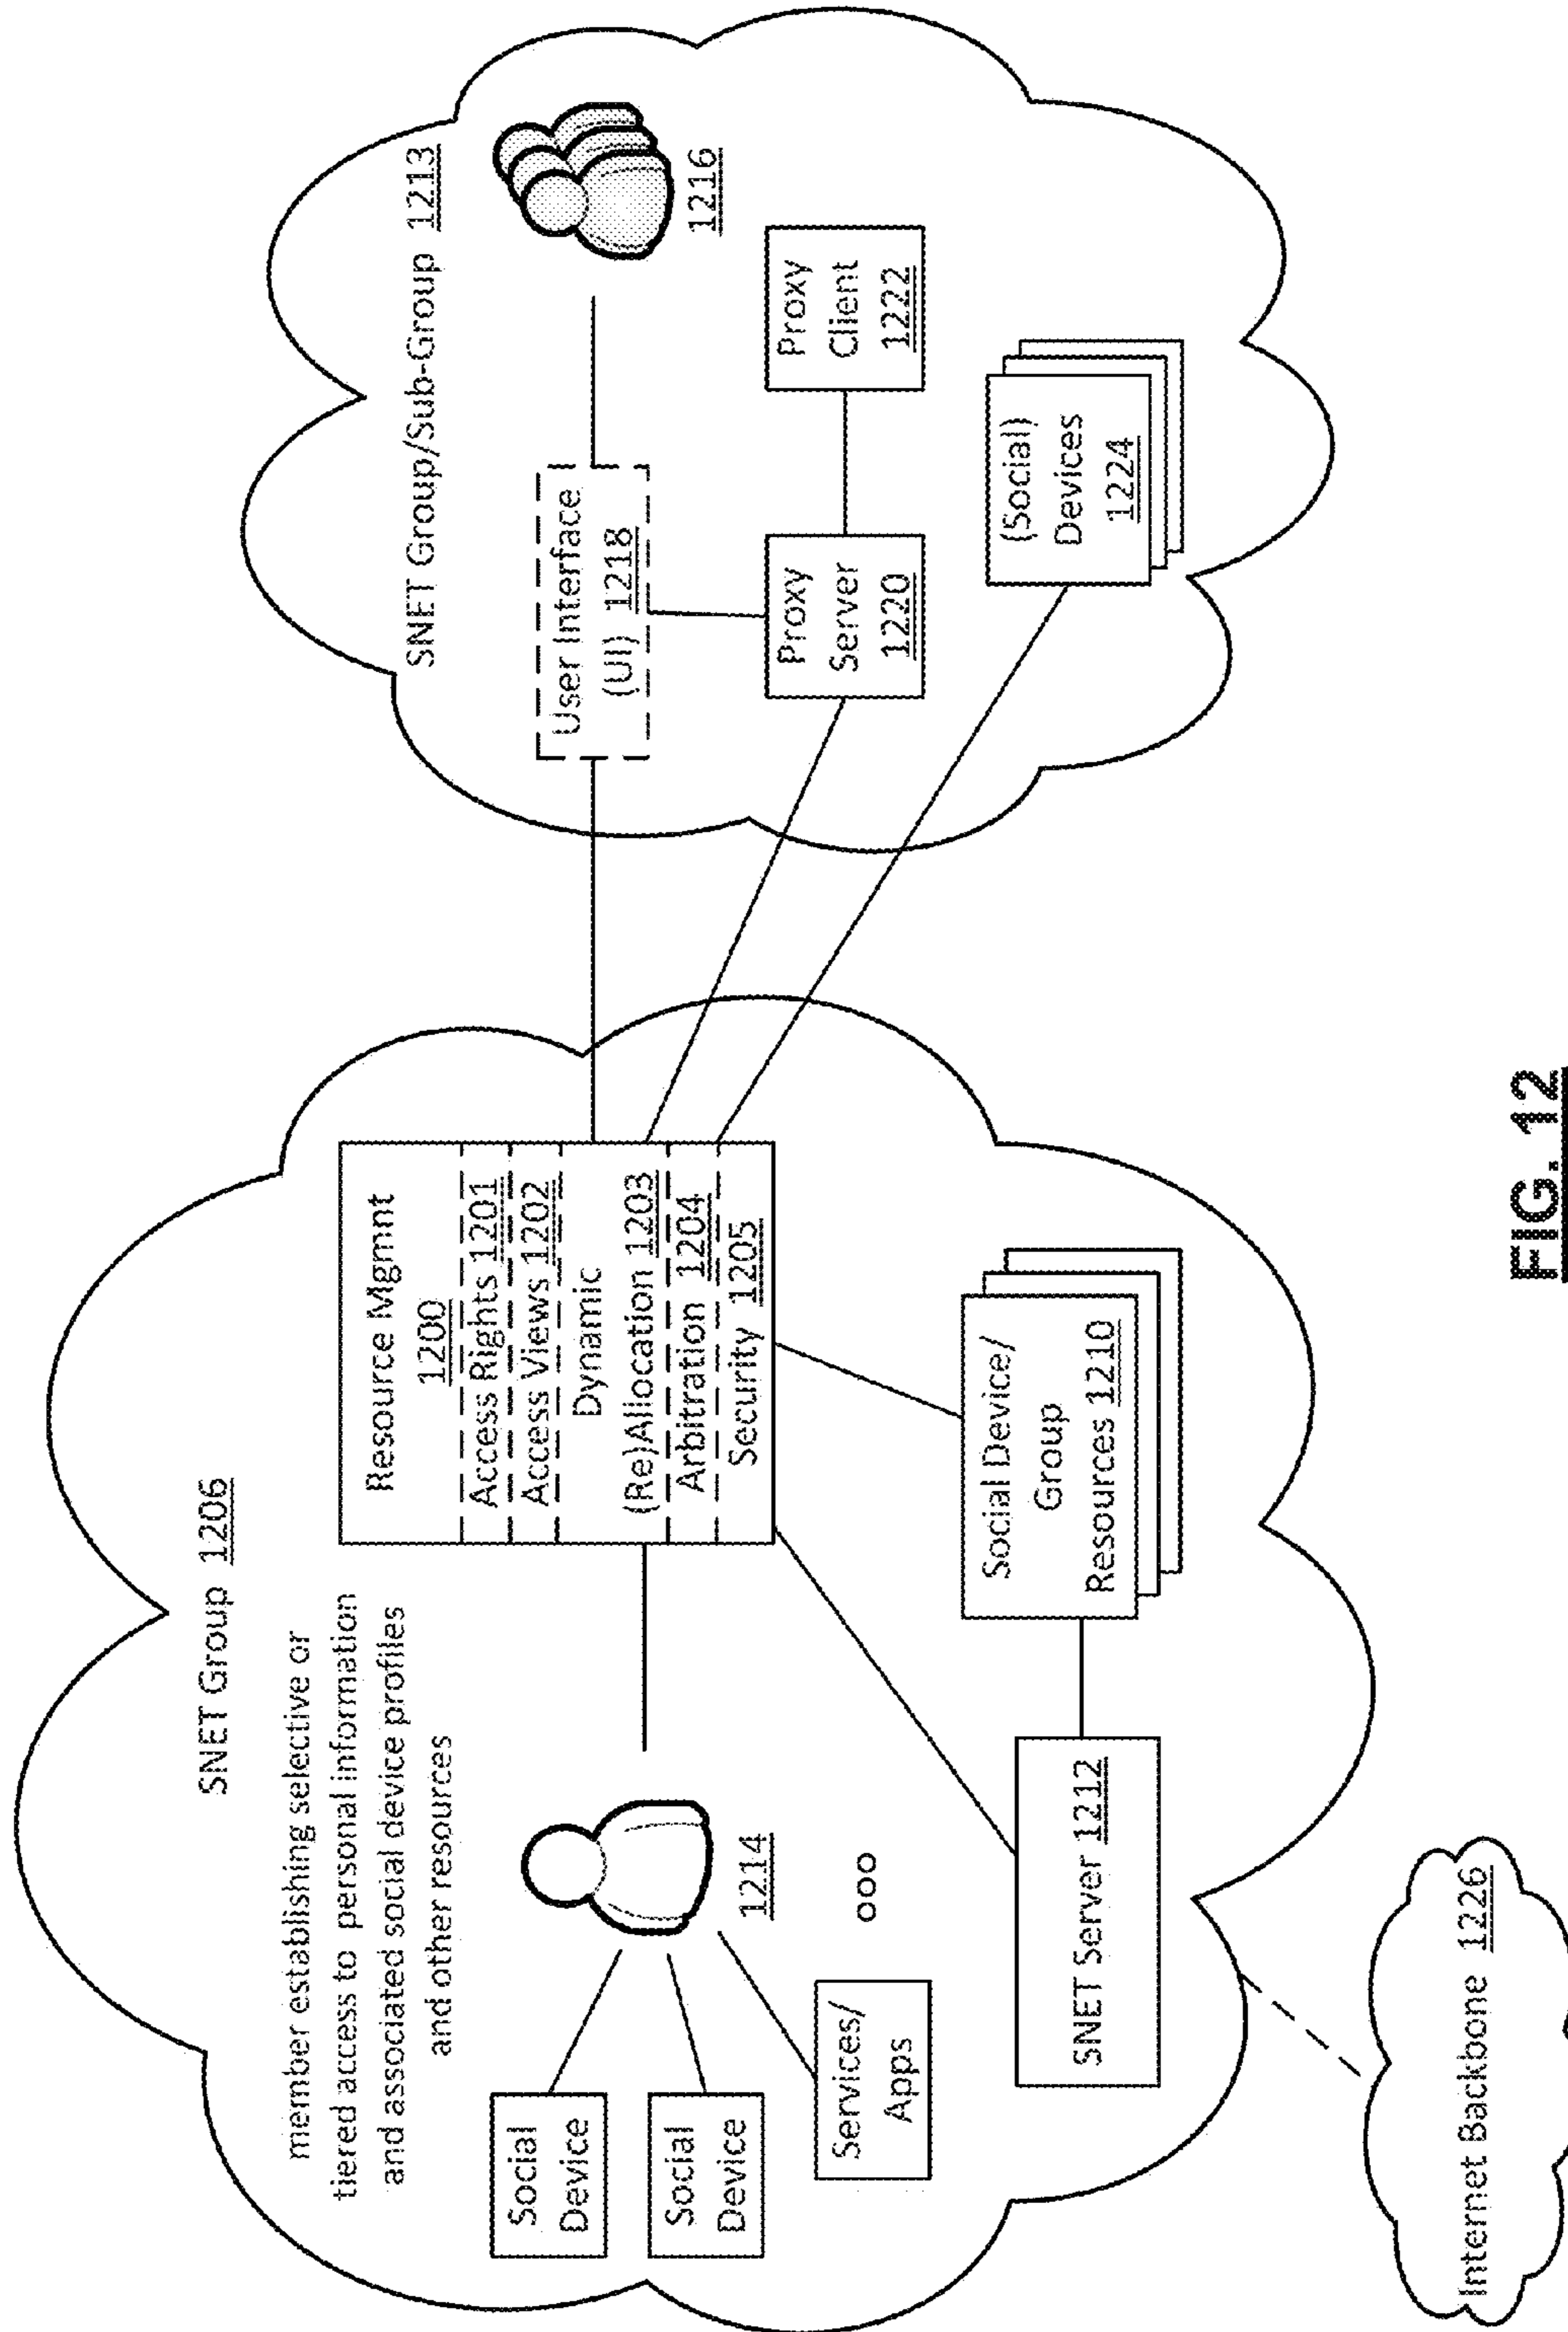 SNET Group 1206
member establishing selective or
tiered access to personal information
and associated social device profiles
and other resources
Social
Device
Social
Device
Services/
Apps
1214
ooo
Resource Mgmnt
1200
Access Rights 1201
Access Views 1202
Dynamic
(Re)Allocation 1203
Arbitration 1204
Security 1205
SNET Server 1212
Social Device/
Group
Resources 1210
Internet Backbone 1226
SNET Group/Sub-Group 1213
User Interface
(UI) 1218
1216
Proxy
Server
1220
Proxy
Client
1222
(Social)
Devices
1224
FIG. 12